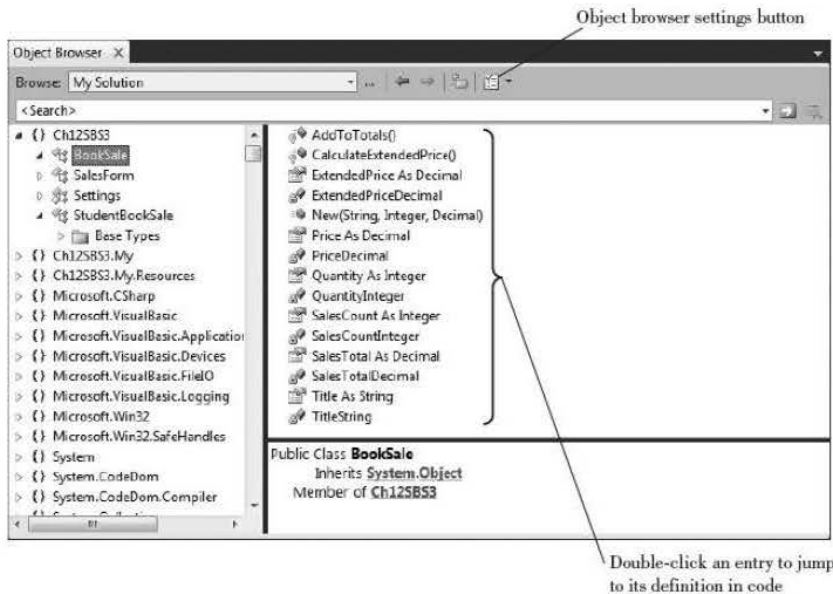 Object browser settings button
Object Browser X
Browse: My Solution
<Search>
{} Ch12SBS3
BookSale
SalesForm
Settings
StudentBookSale
Base Types
{} Ch12SBS3.My
{} Ch12SBS3.My.Resources
{} Microsoft.CSharp
{} Microsoft.VisualBasic
{} Microsoft.VisualBasic.Application
{} Microsoft.VisualBasic.Devices
{} Microsoft.VisualBasic.FileIO
{} Microsoft.VisualBasic.Logging
{} Microsoft.Win32
{} Microsoft.Win32.SafeHandles
{} System
{} System.CodeDom
{} System.CodeDom.Compiler
AddToTotals()
CalculateExtendedPrice()
ExtendedPrice As Decimal
ExtendedPriceDecimal
New(String, Integer, Decimal)
Price As Decimal
PriceDecimal
Quantity As Integer
QuantityInteger
SalesCount As Integer
SalesCountInteger
SalesTotal As Decimal
SalesTotalDecimal
Title As String
TitleString
Public Class BookSale
Inherits System.Object
Member of Ch12SBS3
Double-click an entry to jump
to its definition in code